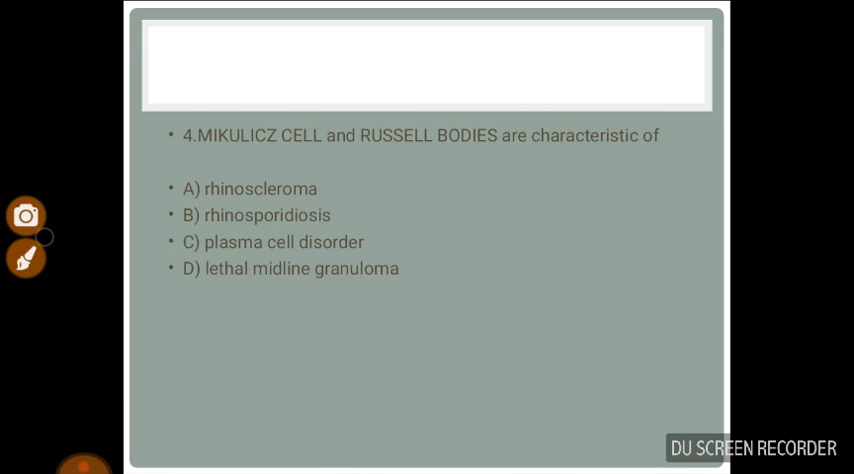 • 4.MIKULICZ CELL and RUSSELL BODIES are characteristic of
• A) rhinoscleroma
• B) rhinosporidiosis
• C) plasma cell disorder
• D) lethal midline granuloma
DU SCREEN RECORDER